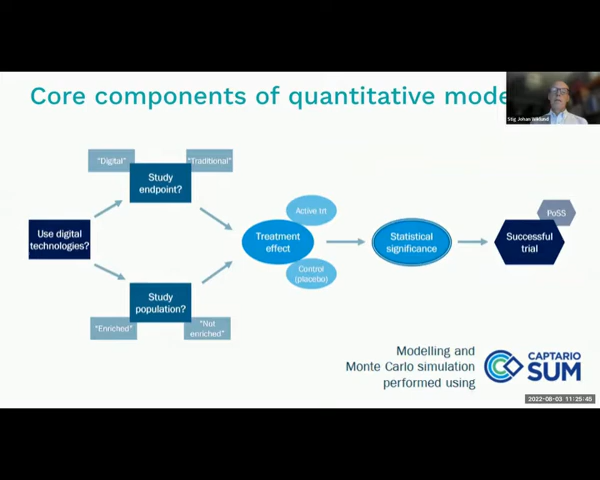 Core components of quantitative mode
Stig Johan Wiklund
"Digital"
"Traditional"
Study
endpoint?
Use digital
technologies?
Study
population?
"Enriched"
"Not
enriched"
Active trt
Treatment
effect
Control
(placebo)
Statistical
significance
PoSS
Successful
trial
Modelling and
Monte Carlo simulation
performed using
CAPTARIO
SUM
2022-08-03 11:25:45